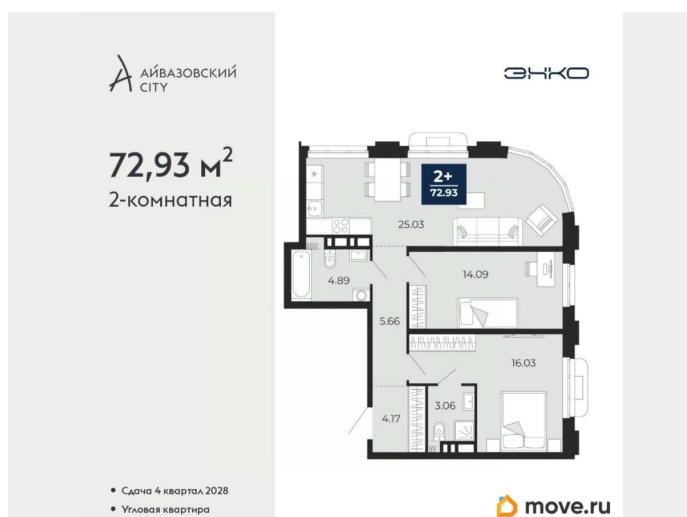 АЙВАЗОВСКИЙ
CITY
ЭНКО
72,93 м²
2-комнатная
2+
72.93
25.03
4.89
14.09
5.66
16.03
3.06
4.17
• Сдача 4 квартал 2028
• Угловая квартира
move.ru